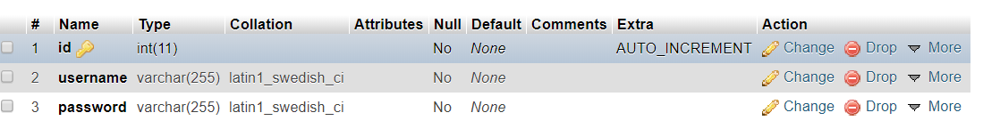 # Name Type Collation Attributes Null Default Comments Extra Action
1 id int(11) No None AUTO_INCREMENT Change Drop More
2 username varchar(255) latin1_swedish_ci No None Change Drop More
3 password varchar(255) latin1_swedish_ci No None Change Drop More